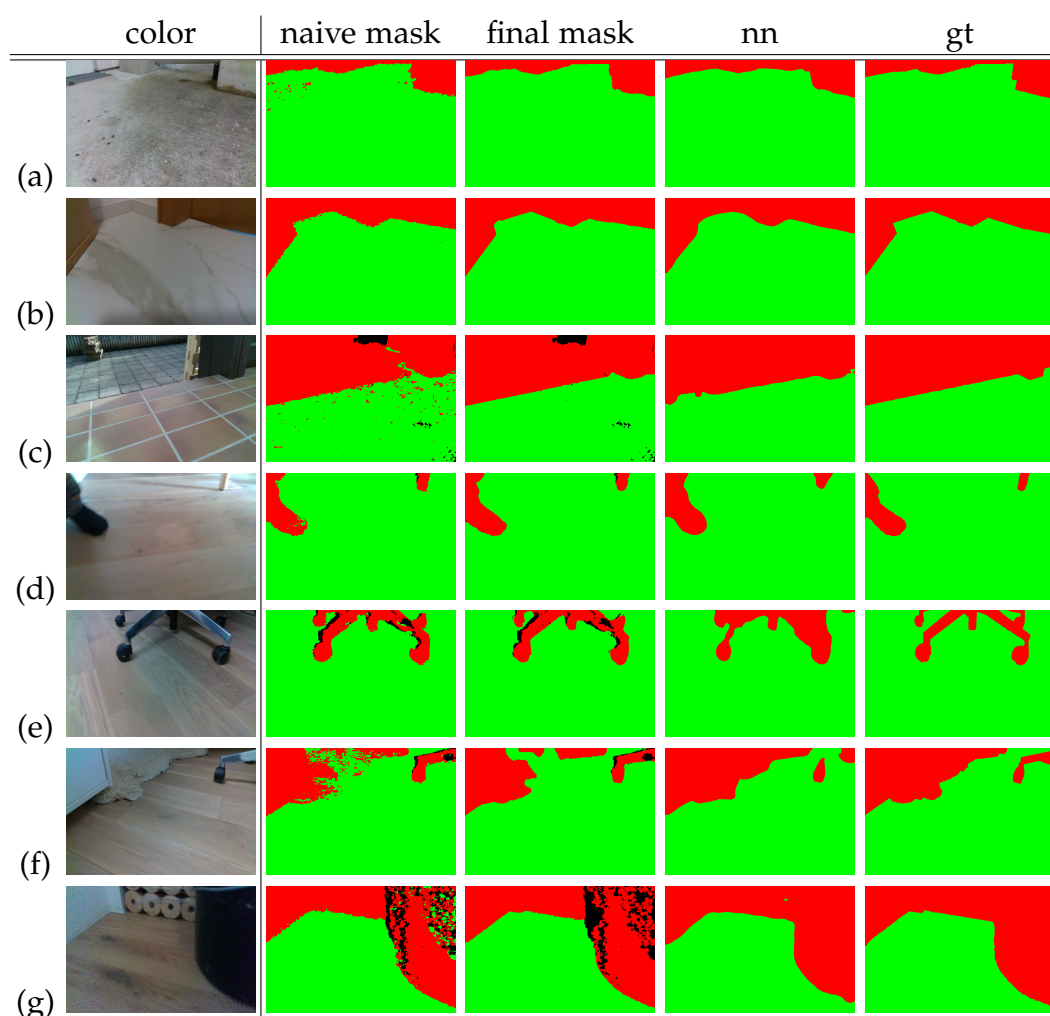 color naive mask final mask nn gt
(a)
(b)
(c)
(d)
(e)
(f)
(g)